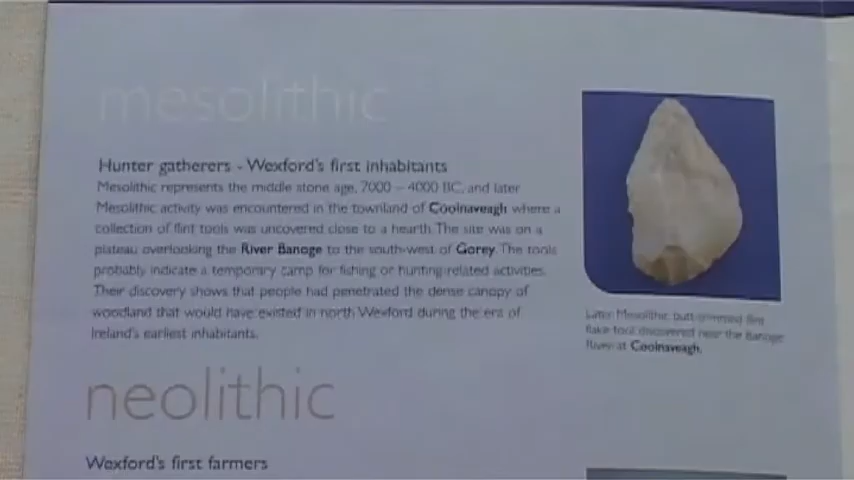 mesolithic
Hunter gatherers - Wexford's first inhabitants
Mesolithic represents the middle stone age, 7000 – 4000 BC, and later
Mesolithic activity was encountered in the townland of Coolnaveagh where a
collection of flint tools was uncovered close to a hearth. The site was on a
plateau overlooking the River Banoge to the south-west of Gorey. The tools
probably indicate a temporary camp for fishing or hunting-related activities.
Their discovery shows that people had penetrated the dense canopy of
woodland that would have existed in north Wexford during the era of
Ireland's earliest inhabitants.
Later Mesolithic butt-trimmed flint
flake tool discovered near the Banoge
River at Coolnaveagh.
neolithic
Wexford's first farmers